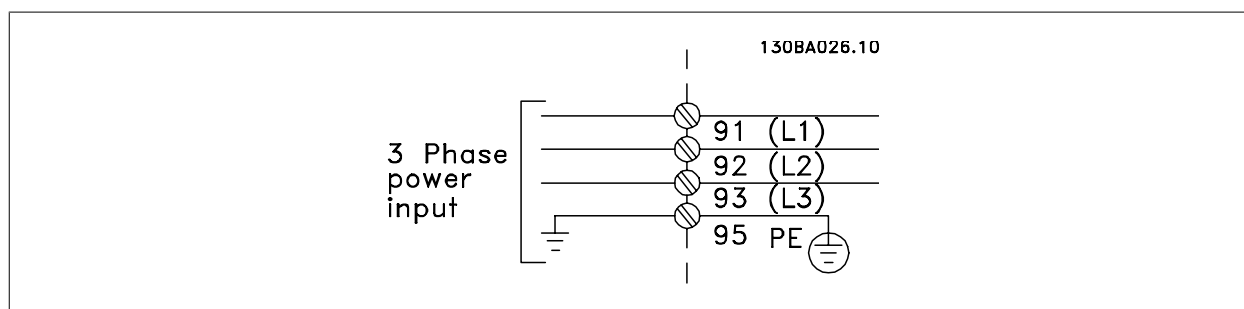 130BA026.10
3 Phase
power
input
91 (L1)
92 (L2)
93 (L3)
95 PE